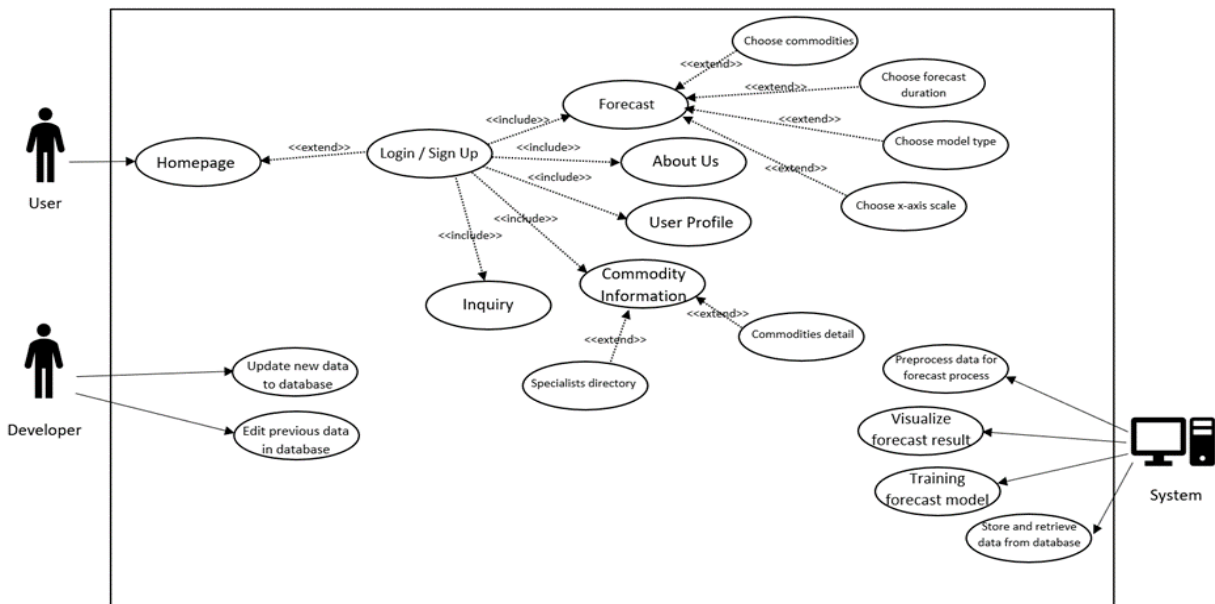 Choose commodities
<<extend>>
Choose forecast
duration
<<extend>>
Forecast
<<include>>
<<extend>>
Choose model type
User
Homepage
<<extend>>
Login / Sign Up
<<include>>
About Us
<<extend>>
Choose x-axis scale
<<include>>
<<include>>
User Profile
<<include>>
Inquiry
Commodity
Information
<<extend>>
Commodities detail
<<extend>>
Specialists directory
Developer
Update new data
to database
Edit previous data
in database
Preprocess data for
forecast process
Visualize
forecast result
Training
forecast model
Store and retrieve
data from database
System